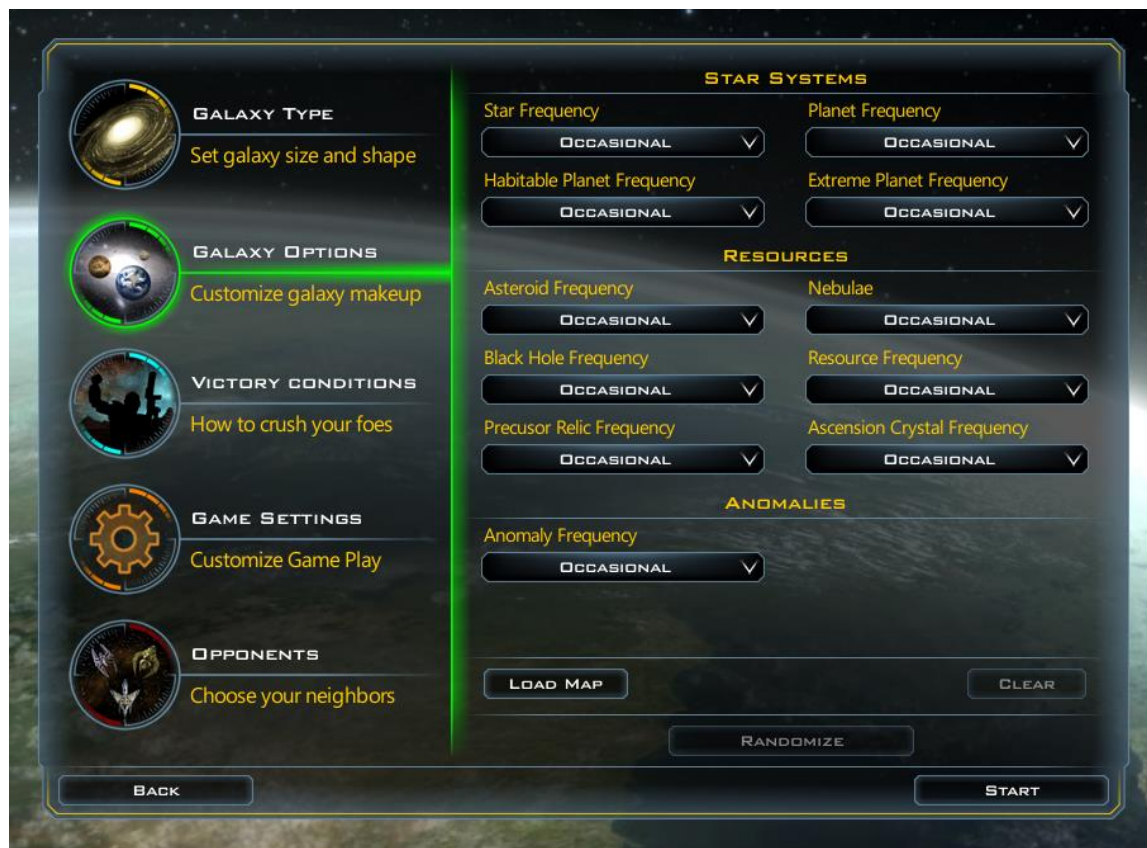 GALAXY TYPE
Set galaxy size and shape
GALAXY OPTIONS
Customize galaxy makeup
VICTORY CONDITIONS
How to crush your foes
GAME SETTINGS
Customize Game Play
OPPONENTS
Choose your neighbors
STAR SYSTEMS
Star Frequency Planet Frequency
OCCASIONAL OCCASIONAL
Habitable Planet Frequency Extreme Planet Frequency
OCCASIONAL OCCASIONAL
RESOURCES
Asteroid Frequency Nebulae
OCCASIONAL OCCASIONAL
Black Hole Frequency Resource Frequency
OCCASIONAL OCCASIONAL
Precusor Relic Frequency Ascension Crystal Frequency
OCCASIONAL OCCASIONAL
ANOMALIES
Anomaly Frequency
OCCASIONAL
LOAD MAP CLEAR
RANDOMIZE
BACK START